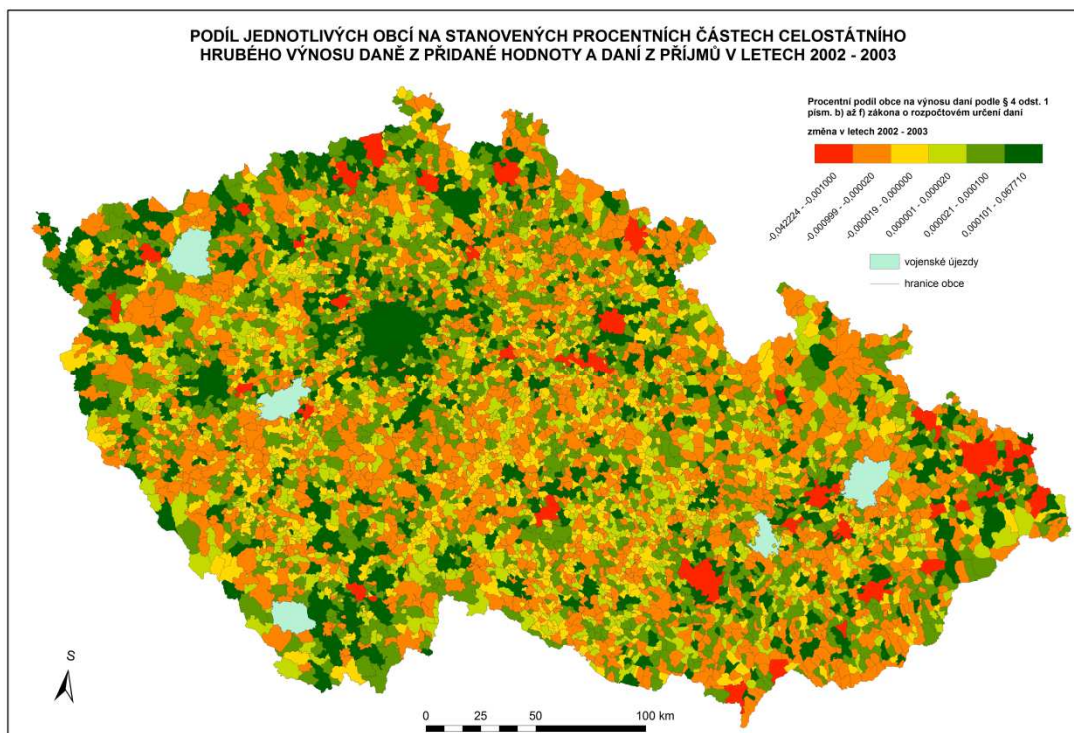 PODÍL JEDNOTLIVÝCH OBCÍ NA STANOVENÝCH PROCENTNÍCH ČÁSTECH CELOSTÁTNÍHO
HRUBÉHO VÝNOSU DANĚ Z PŘIDANÉ HODNOTY A DANÍ Z PŘÍJMŮ V LETECH 2002 - 2003
Procentní podíl obce na výnosu daní podle § 4 odst. 1
písm. b) až f) zákona o rozpočtovém určení daní
změna v letech 2002 - 2003
-0,042224 - -0,001000
-0,000999 - -0,000020
-0,000019 - 0,000000
0,000001 - 0,000020
0,000021 - 0,000100
0,000101 - 0,067710
vojenské újezdy
hranice obce
S
0 25 50 100 km